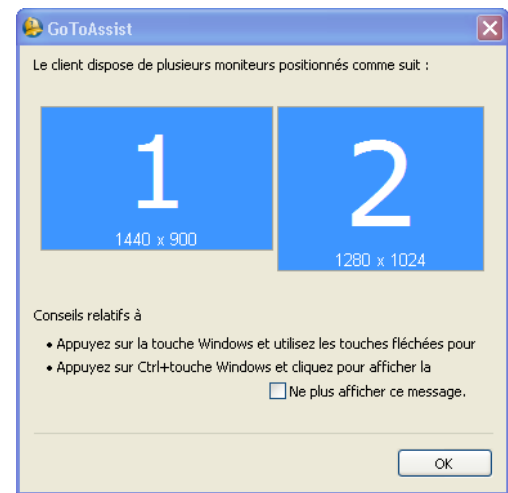 GoToAssist
Le client dispose de plusieurs moniteurs positionnés comme suit :
1
1440 x 900
2
1280 x 1024
Conseils relatifs à
• Appuyez sur la touche Windows et utilisez les touches fléchées pour
• Appuyez sur Ctrl+touche Windows et cliquez pour afficher la
Ne plus afficher ce message.
OK